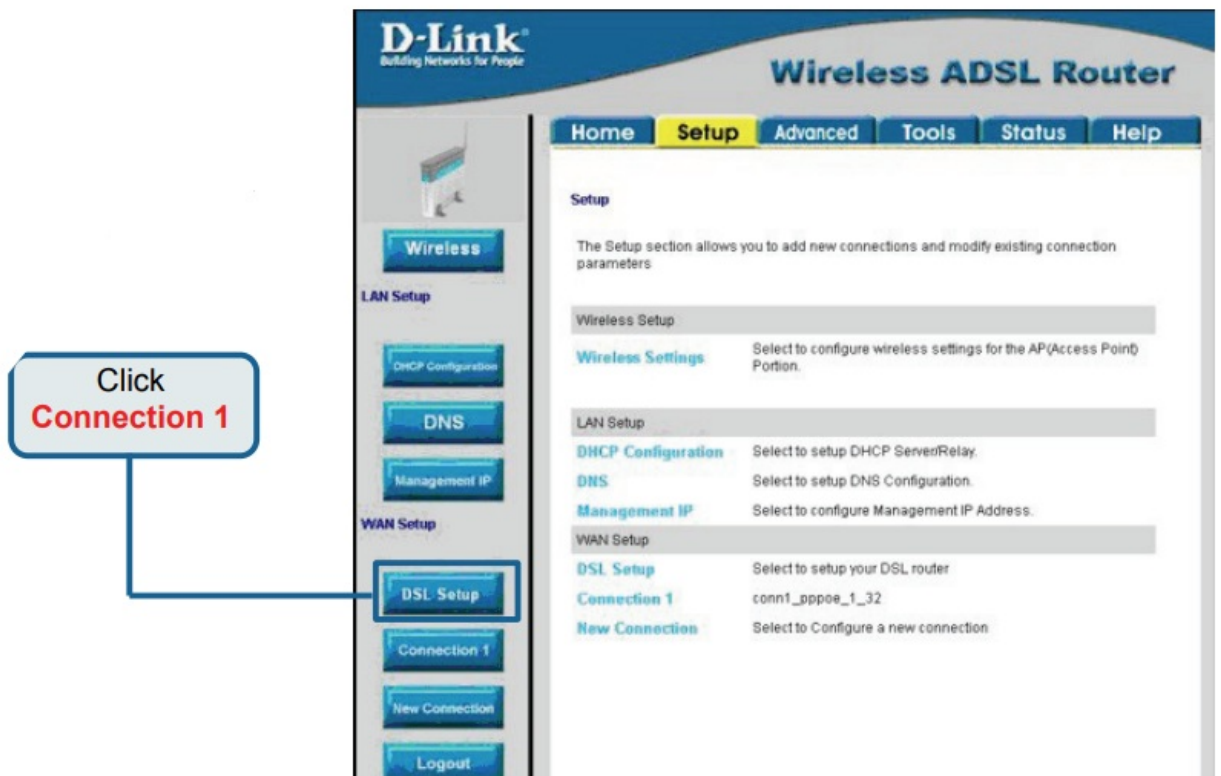 D-Link
Building Networks for People
Wireless ADSL Router
Home Setup Advanced Tools Status Help
Wireless
LAN Setup
DHCP Configuration
DNS
Management IP
WAN Setup
DSL Setup
Connection 1
New Connection
Logout
Click
Connection 1
Setup
The Setup section allows you to add new connections and modify existing connection
parameters
Wireless Setup
Wireless Settings Select to configure wireless settings for the AP(Access Point)
Portion.
LAN Setup
DHCP Configuration Select to setup DHCP Server/Relay.
DNS Select to setup DNS Configuration.
Management IP Select to configure Management IP Address.
WAN Setup
DSL Setup Select to setup your DSL router
Connection 1 conn1_pppoe_1_32
New Connection Select to Configure a new connection